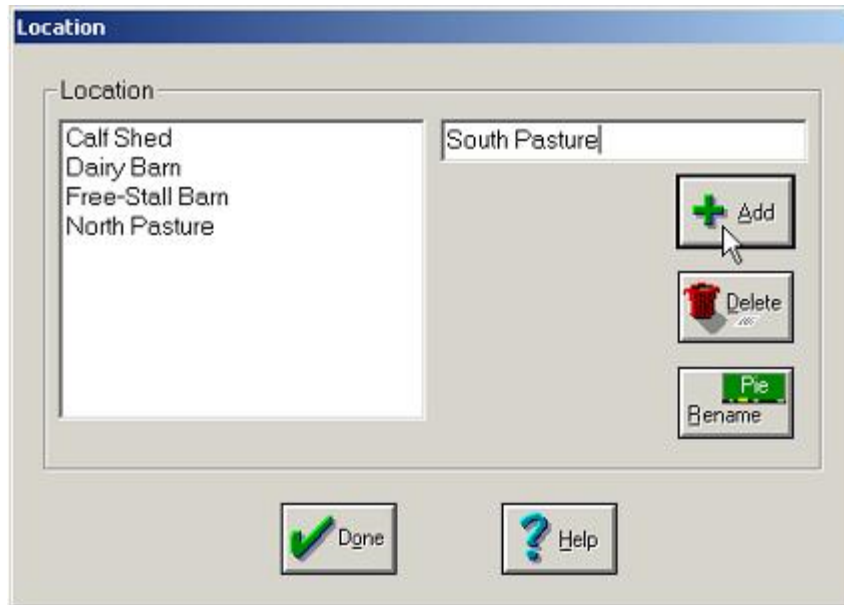 Location
Location
Calf Shed
Dairy Barn
Free-Stall Barn
North Pasture
South Pasture
Add
Delete
Pie
Rename
Done
Help